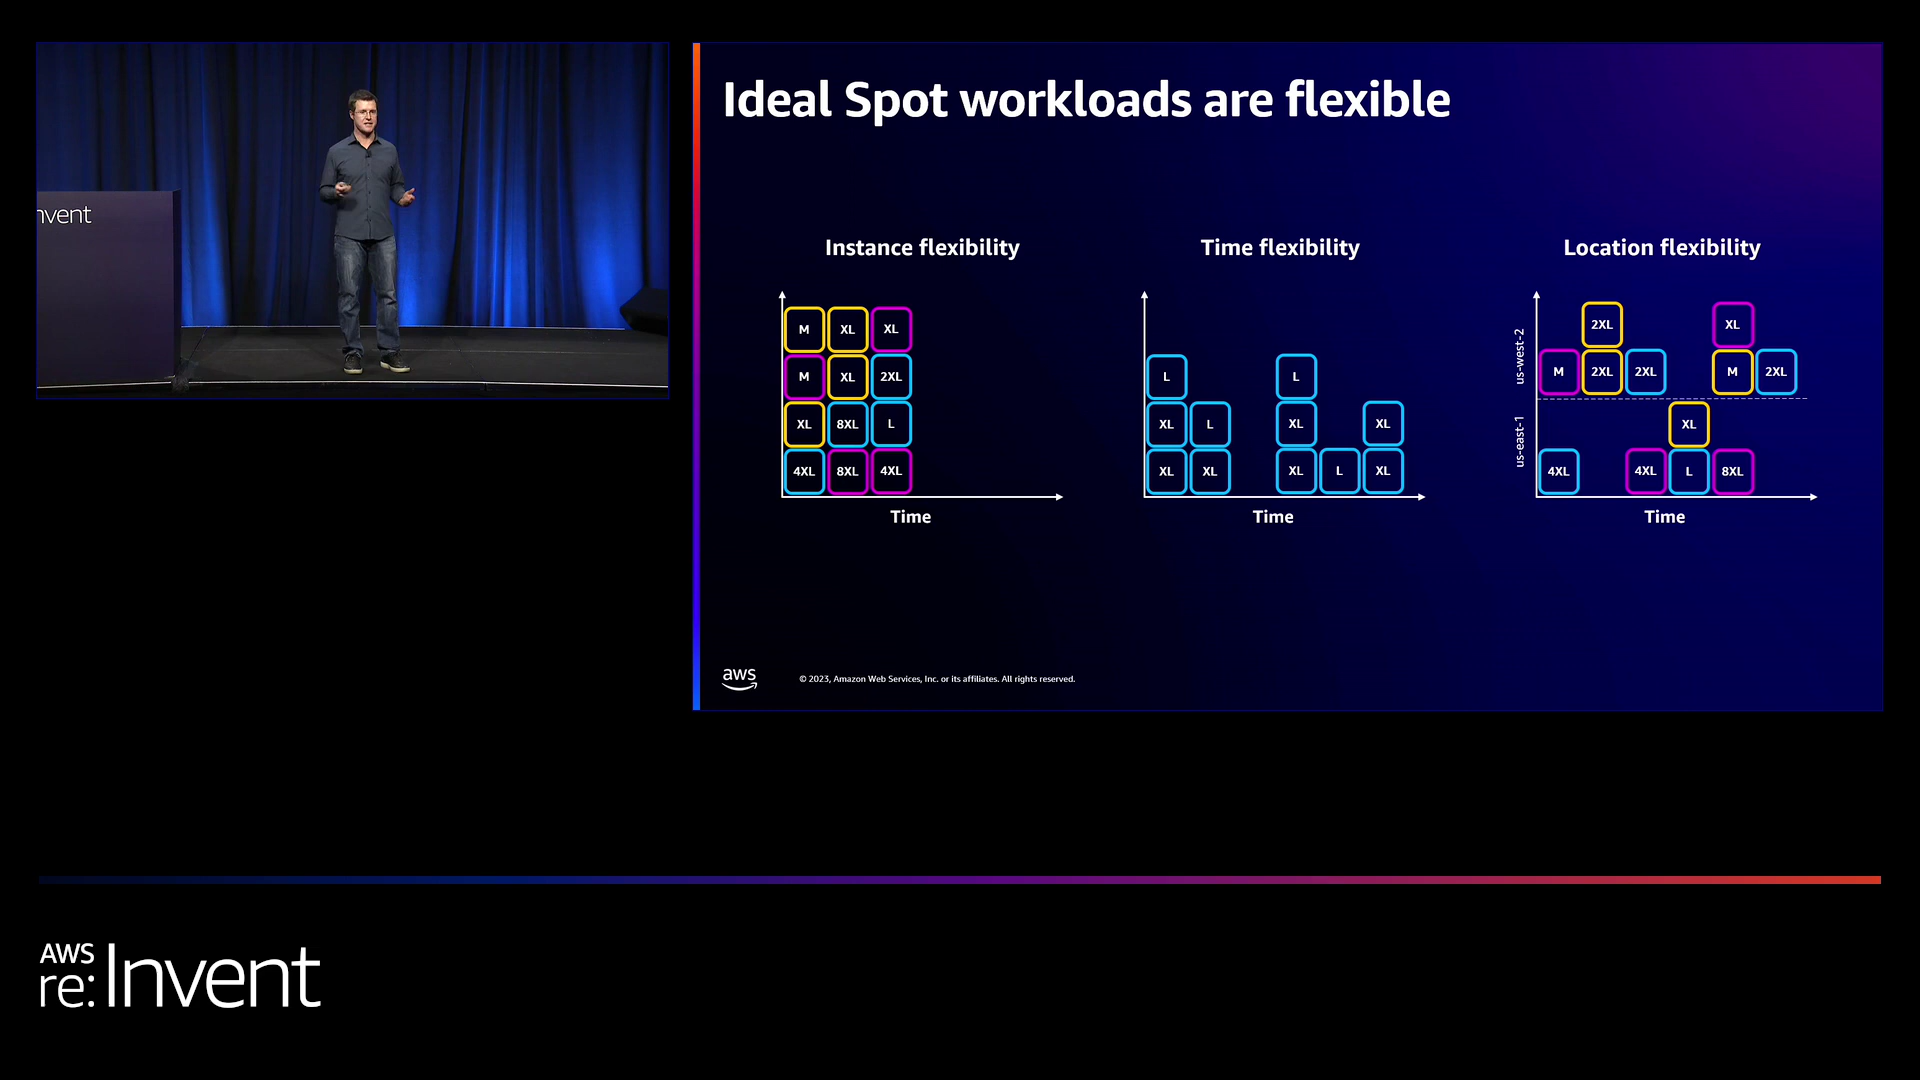 nvent
Ideal Spot workloads are flexible
Instance flexibility
M XL XL
M XL 2XL
XL 8XL L
4XL 8XL 4XL
Time
Time flexibility
L L
XL L XL XL
XL XL XL L XL
Time
Location flexibility
us-west-2
2XL XL
M 2XL 2XL M 2XL
us-east-1
XL
4XL 4XL L 8XL
Time
aws
© 2023, Amazon Web Services, Inc. or its affiliates. All rights reserved.
AWS
re:Invent